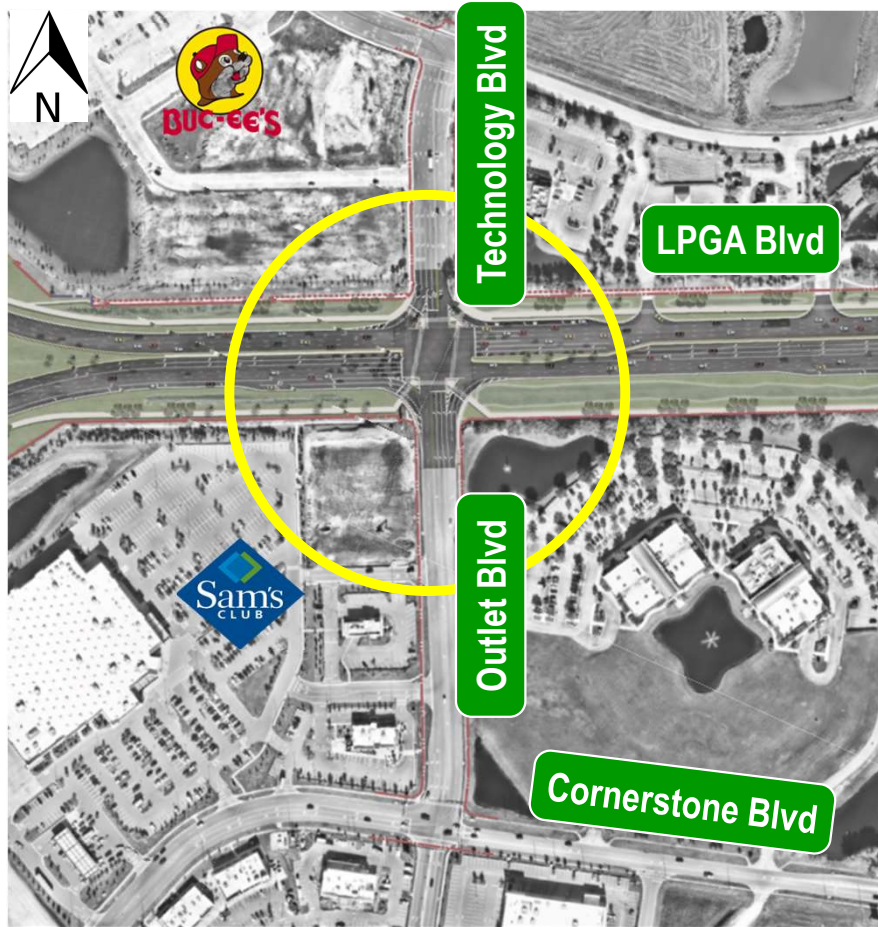 N
BUC-EE'S
Technology Blvd
LPGA Blvd
Sam's
CLUB
Outlet Blvd
Cornerstone Blvd